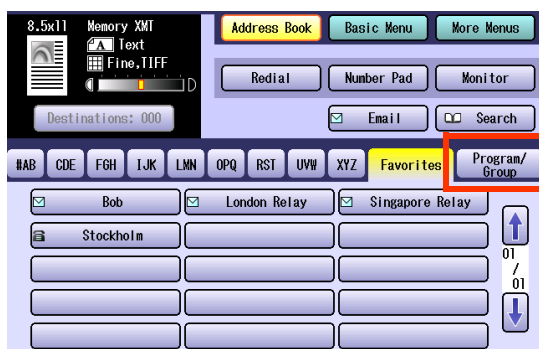 8.5x11 Memory XMT
A Text
Fine,TIFF
D
Destinations: 000
Address Book Basic Menu More Menus
Redial Number Pad Monitor
Email Search
#AB CDE FGH IJK LMN OPQ RST UVW XYZ Favorites Program/
Group
Bob London Relay Singapore Relay
Stockholm
01
/
01